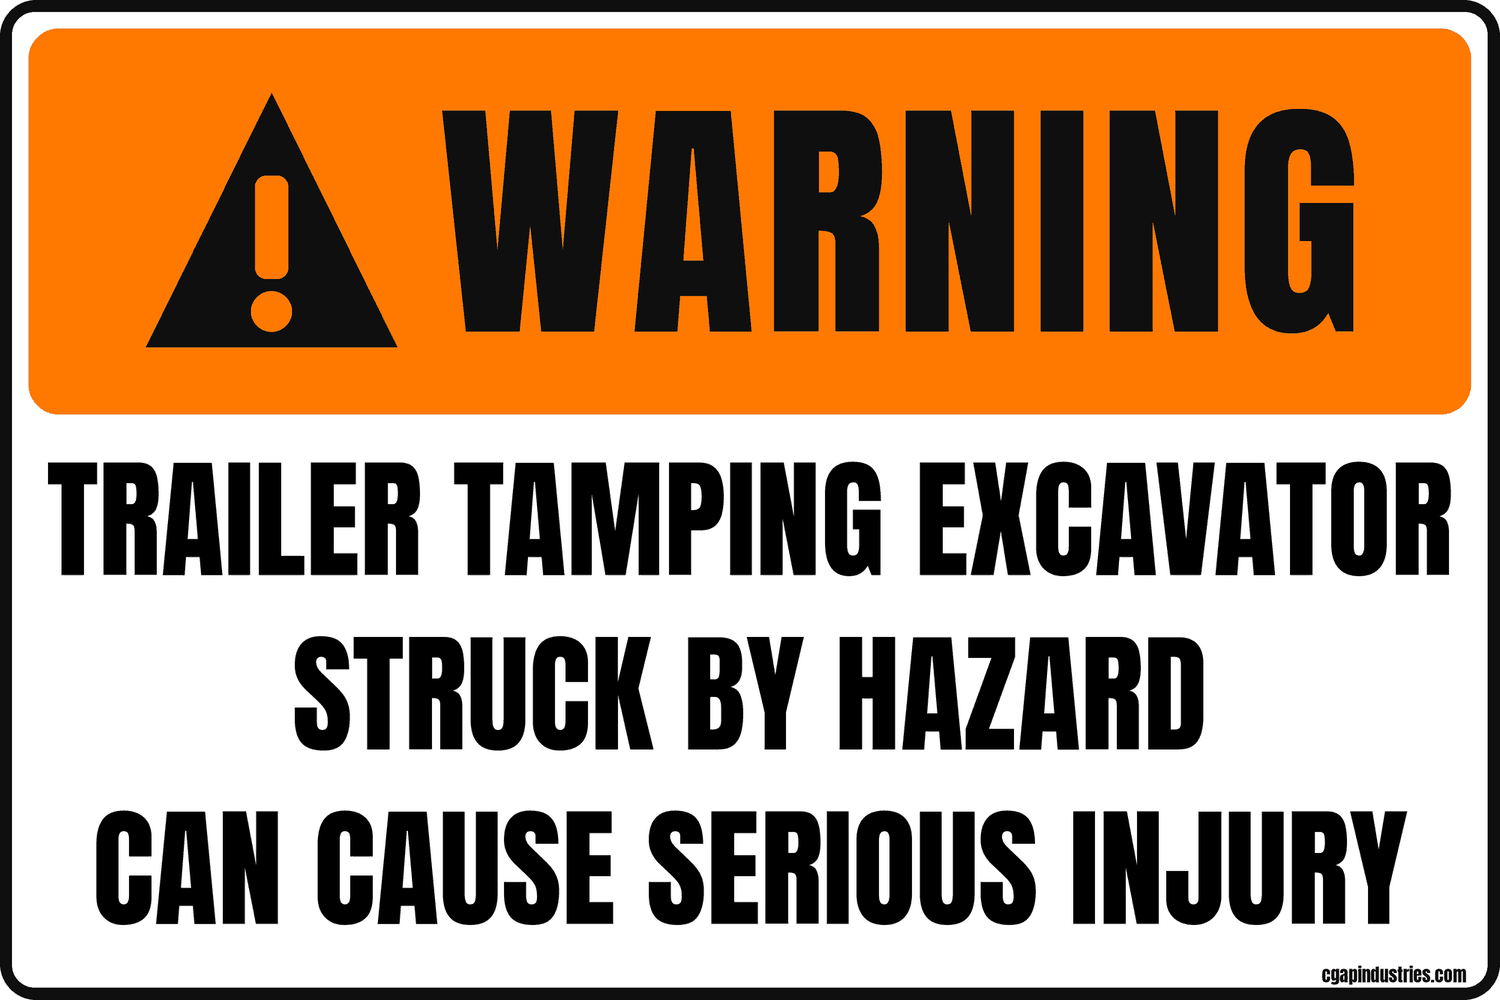 WARNING
TRAILER TAMPING EXCAVATOR
STRUCK BY HAZARD
CAN CAUSE SERIOUS INJURY
cgapindustries.com